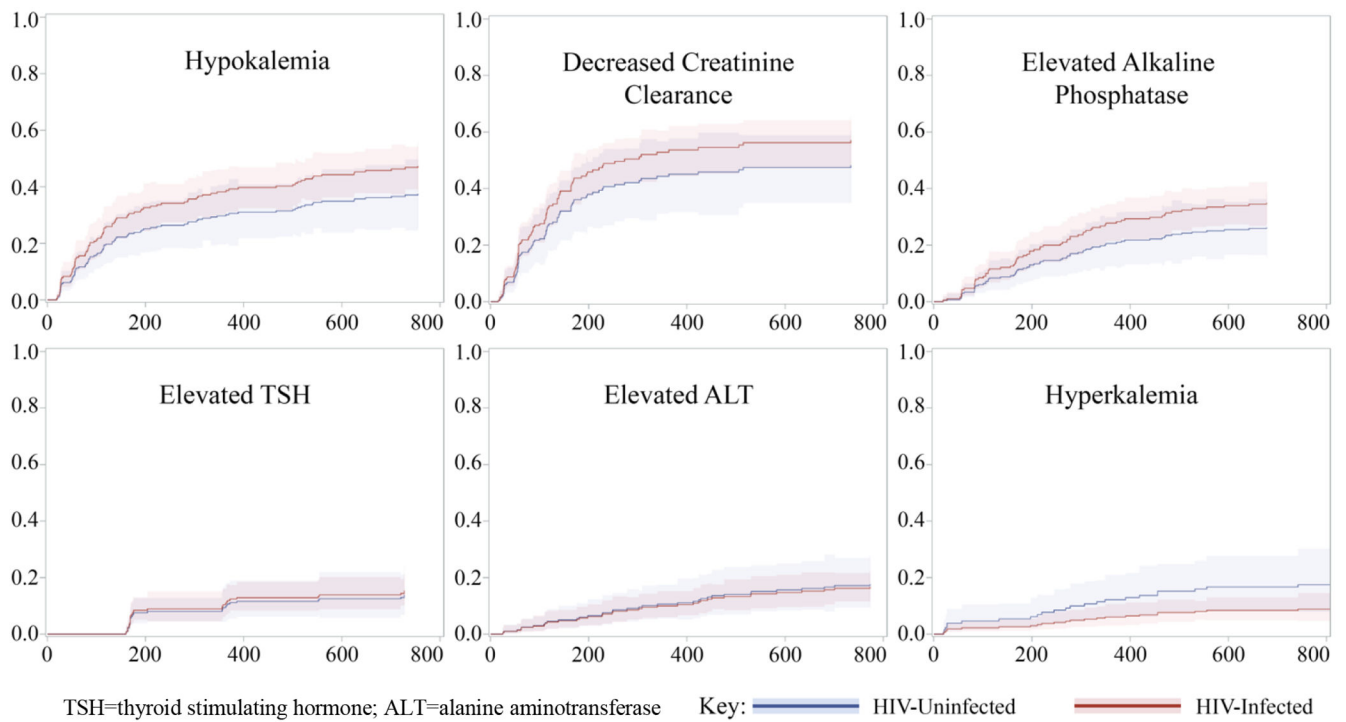 1.0
0.8
0.6
0.4
0.2
0.0
Hypokalemia
0 200 400 600 800
1.0
0.8
0.6
0.4
0.2
0.0
Decreased Creatinine
Clearance
0 200 400 600 800
1.0
0.8
0.6
0.4
0.2
0.0
Elevated Alkaline
Phosphatase
0 200 400 600 800
1.0
0.8
0.6
0.4
0.2
0.0
Elevated TSH
0 200 400 600 800
1.0
0.8
0.6
0.4
0.2
0.0
Elevated ALT
0 200 400 600 800
1.0
0.8
0.6
0.4
0.2
0.0
Hyperkalemia
0 200 400 600 800
TSH=thyroid stimulating hormone; ALT=alanine aminotransferase Key: HIV-Uninfected HIV-Infected